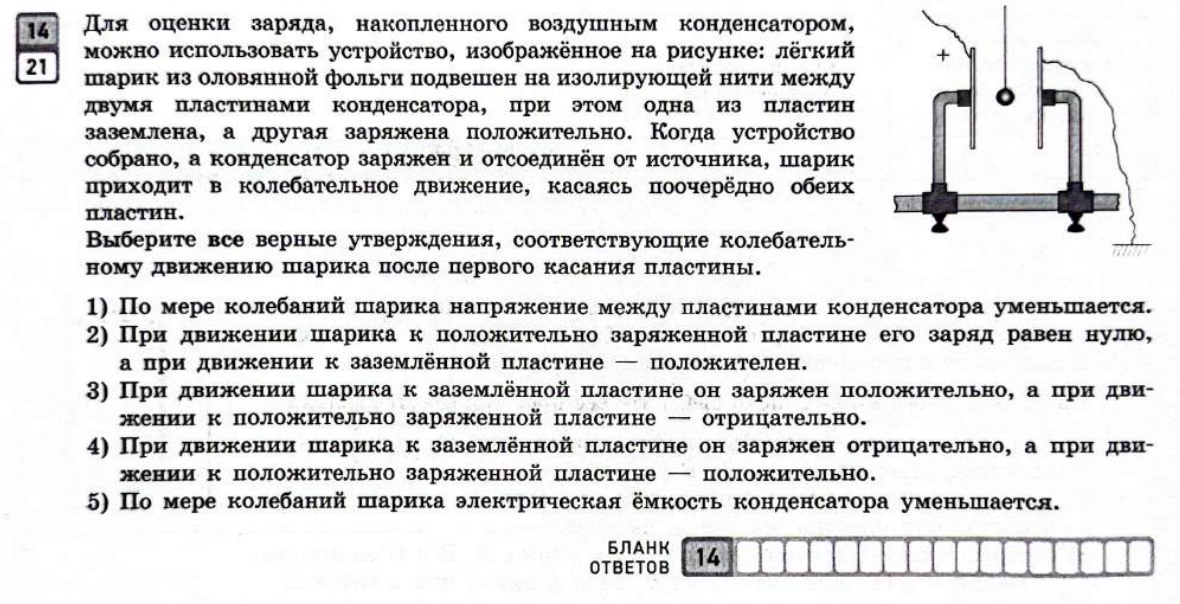 14
21
Для оценки заряда, накопленного воздушным конденсатором,
можно использовать устройство, изображённое на рисунке: лёгкий
шарик из оловянной фольги подвешен на изолирующей нити между
двумя пластинами конденсатора, при этом одна из пластин
заземлена, а другая заряжена положительно. Когда устройство
собрано, а конденсатор заряжен и отсоединён от источника, шарик
приходит в колебательное движение, касаясь поочерёдно обеих
пластин.
Выберите все верные утверждения, соответствующие колебатель-
ному движению шарика после первого касания пластины.
+
1) По мере колебаний шарика напряжение между пластинами конденсатора уменьшается.
2) При движении шарика к положительно заряженной пластине его заряд равен нулю,
а при движении к заземлённой пластине — положителен.
3) При движении шарика к заземлённой пластине он заряжен положительно, а при дви-
жении к положительно заряженной пластине — отрицательно.
4) При движении шарика к заземлённой пластине он заряжен отрицательно, а при дви-
жении к положительно заряженной пластине — положительно.
5) По мере колебаний шарика электрическая ёмкость конденсатора уменьшается.
БЛАНК
ОТВЕТОВ
14